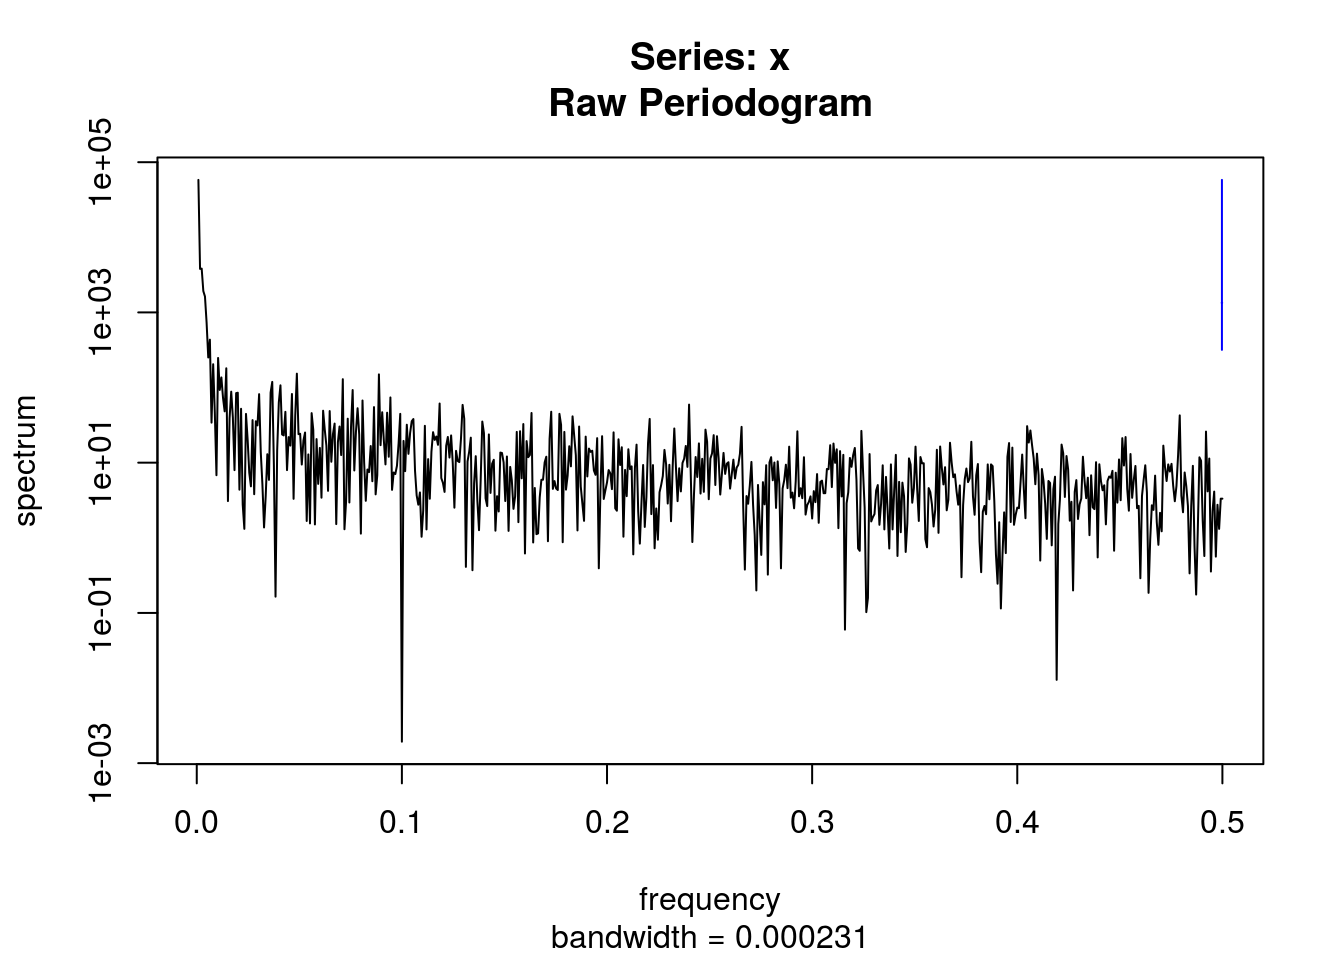 Series: x
Raw Periodogram
1e+05
1e+03
1e+01
1e-01
1e-03
spectrum
0.0 0.1 0.2 0.3 0.4 0.5
frequency
bandwidth = 0.000231